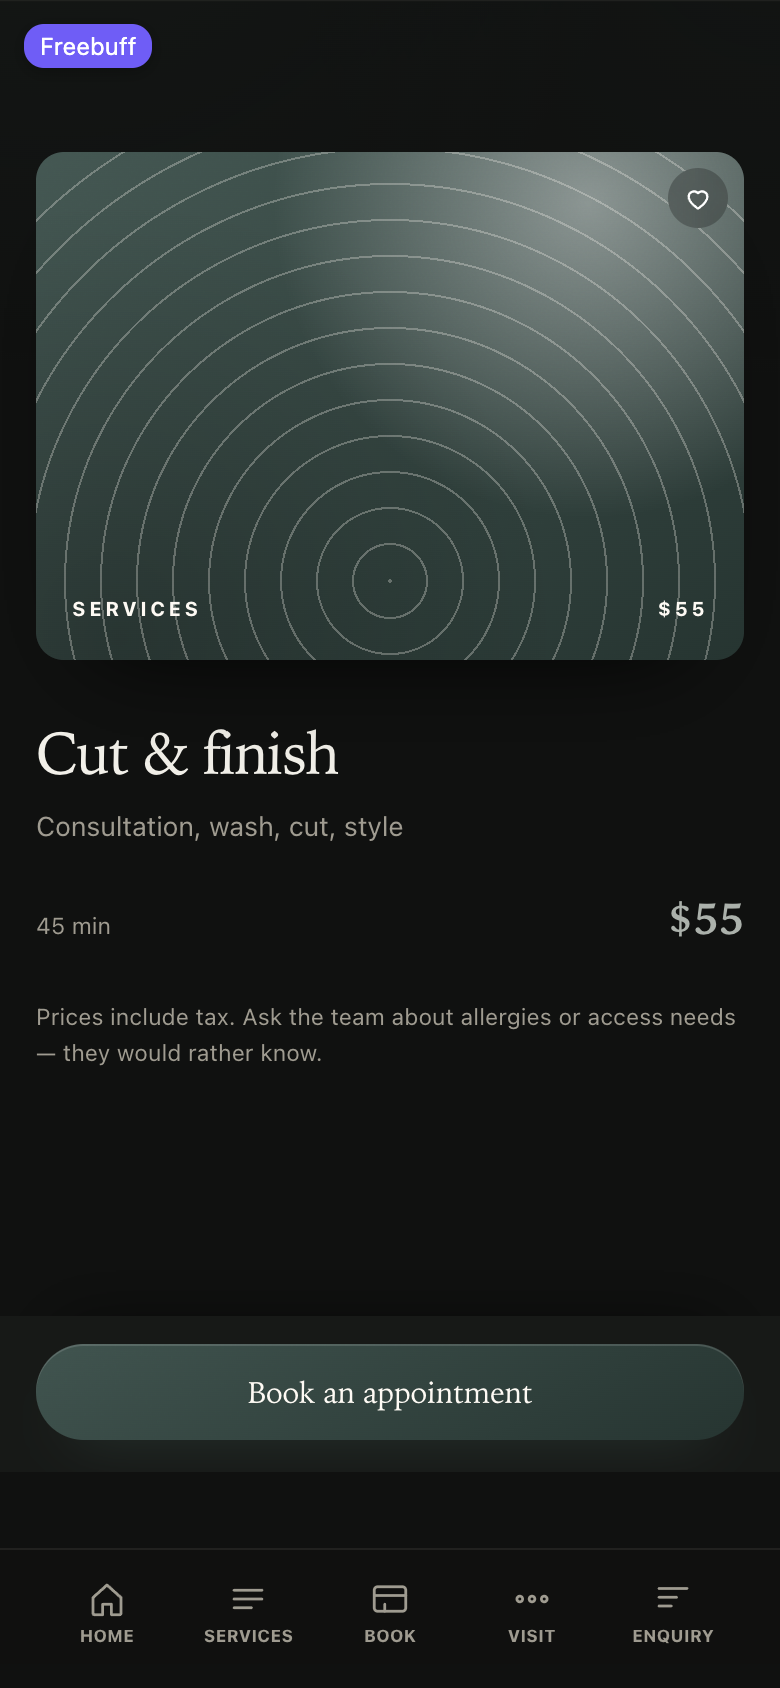 Freebuff
SERVICES
$55
Cut & finish
Consultation, wash, cut, style
45 min
$55
Prices include tax. Ask the team about allergies or access needs
— they would rather know.
Book an appointment
HOME
SERVICES
BOOK
VISIT
ENQUIRY